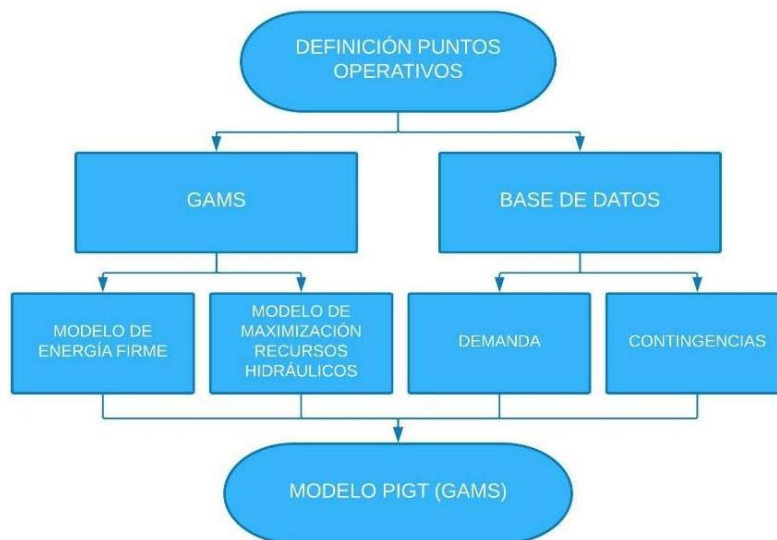 DEFINICIÓN PUNTOS
OPERATIVOS
GAMS
BASE DE DATOS
MODELO DE
ENERGÍA FIRME
MODELO DE
MAXIMIZACIÓN
RECURSOS
HIDRÁULICOS
DEMANDA
CONTINGENCIAS
MODELO PIGT (GAMS)